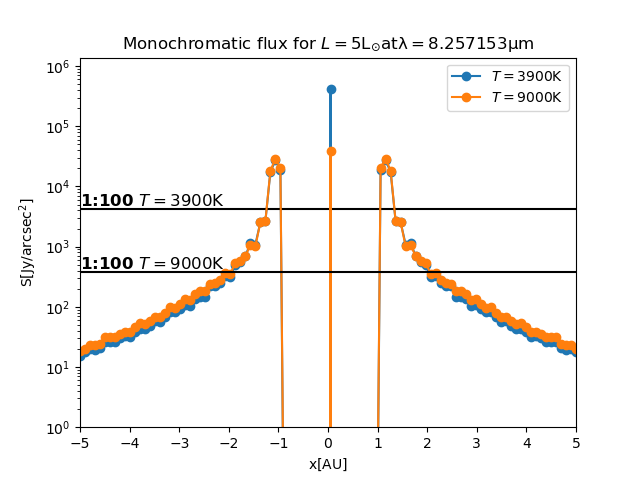 Monochromatic flux for L = 5L⊙atλ = 8.257153μm
10⁶
10⁵
10⁴
10³
10²
10¹
10⁰
S[Jy/arcsec²]
T = 3900K
T = 9000K
1:100 T = 3900K
1:100 T = 9000K
−5 −4 −3 −2 −1 0 1 2 3 4 5
x[AU]